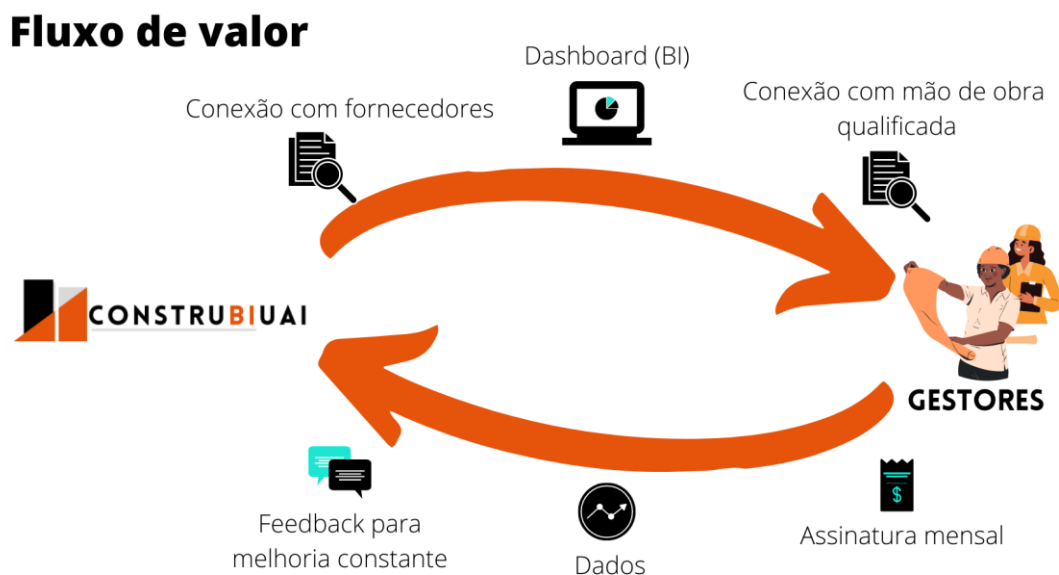 Fluxo de valor
Dashboard (BI)
Conexão com fornecedores
Conexão com mão de obra
qualificada
CONSTRUBIUAI
GESTORES
$
Feedback para
melhoria constante
Dados
Assinatura mensal